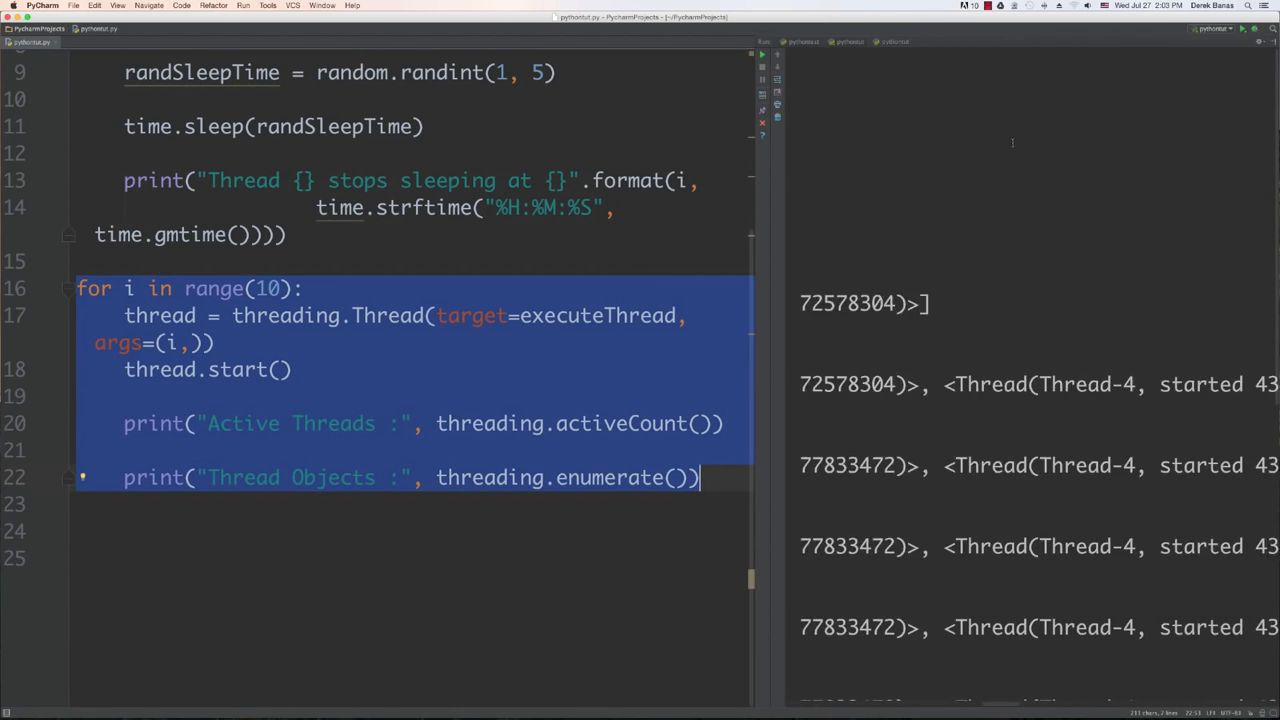 PyCharm File Edit View Navigate Code Refactor Run Tools VCS Window Help
10 Wed Jul 27 2:03 PM Derek Banas
pythontut.py - PycharmProjects - [~/PycharmProjects]
PycharmProjects pythontut.py pythontut
pythontut.py Run: pythontut pythontut pythontut
9 randSleepTime = random.randint(1, 5)
10
11 time.sleep(randSleepTime)
12
13 print("Thread {} stops sleeping at {}".format(i,
14 time.strftime("%H:%M:%S",
time.gmtime())))
15
16 for i in range(10):
17 thread = threading.Thread(target=executeThread,
args=(i,))
18 thread.start()
19
20 print("Active Threads :", threading.activeCount())
21
22 print("Thread Objects :", threading.enumerate())
23
24
25
72578304)>]
72578304)>, <Thread(Thread-4, started 43
77833472)>, <Thread(Thread-4, started 43
77833472)>, <Thread(Thread-4, started 43
77833472)>, <Thread(Thread-4, started 43
211 chars, 7 lines 22:53 LF‡ UTF-8‡